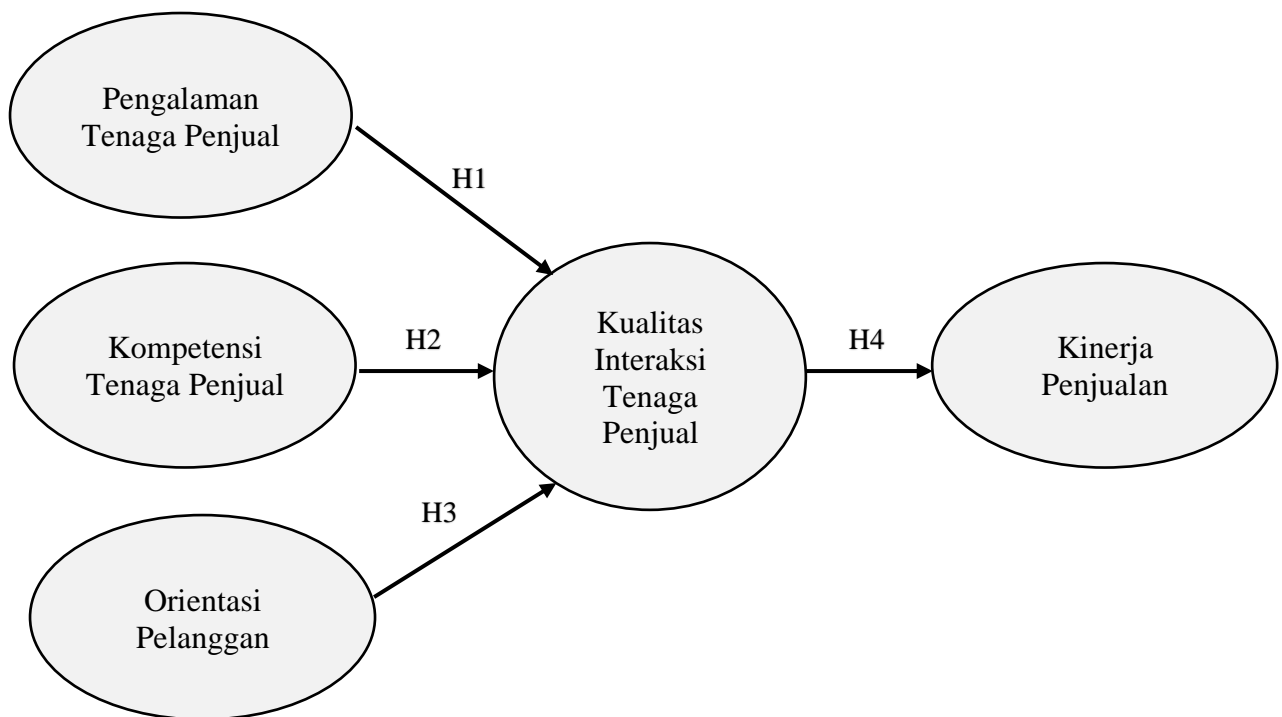 Pengalaman
Tenaga Penjual
H1
Kompetensi
Tenaga Penjual
H2
Kualitas
Interaksi
Tenaga
Penjual
H4
Kinerja
Penjualan
H3
Orientasi
Pelanggan